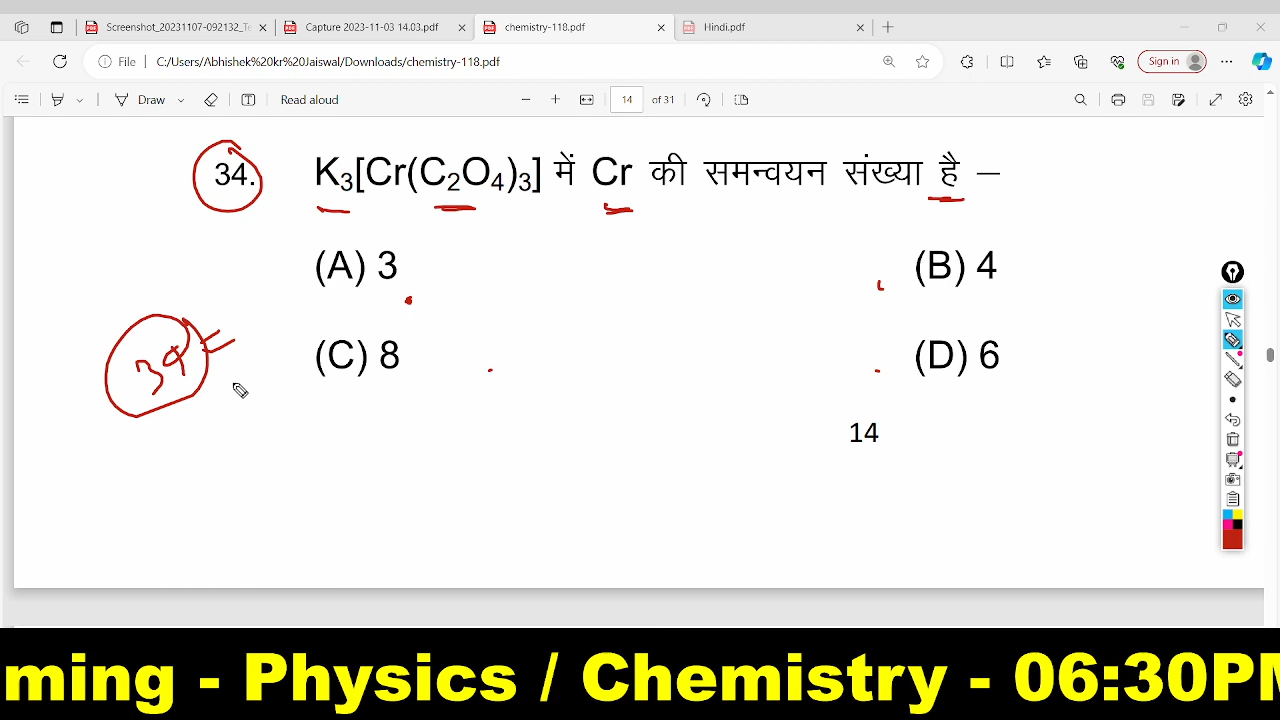 Screenshot_20231107-092132_Te
Capture 2023-11-03 14.03.pdf
chemistry-118.pdf
Hindi.pdf
File
C:/Users/Abhishek%20kr%20Jaiswal/Downloads/chemistry-118.pdf
Sign in
Draw
Read aloud
14 of 31
34. K₃[Cr(C₂O₄)₃] में Cr की समन्वयन संख्या है –
(A) 3 (B) 4
(C) 8 (D) 6
14
ming - Physics / Chemistry - 06:30PM